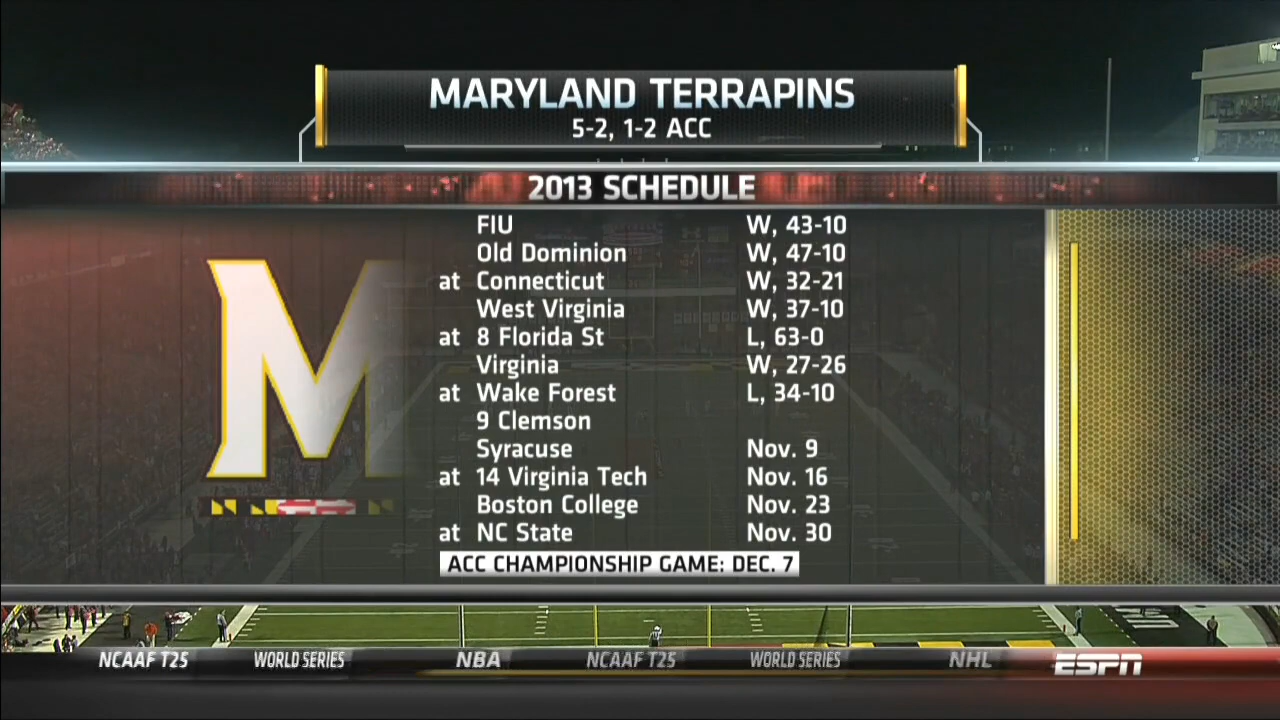 MARYLAND TERRAPINS
5-2, 1-2 ACC
2013 SCHEDULE
FIU W, 43-10
Old Dominion W, 47-10
at Connecticut W, 32-21
West Virginia W, 37-10
at 8 Florida St L, 63-0
Virginia W, 27-26
at Wake Forest L, 34-10
9 Clemson
Syracuse Nov. 9
at 14 Virginia Tech Nov. 16
Boston College Nov. 23
at NC State Nov. 30
ACC CHAMPIONSHIP GAME: DEC. 7
M
NCAAF T25 WORLD SERIES NBA NCAAF T25 WORLD SERIES NHL ESPN